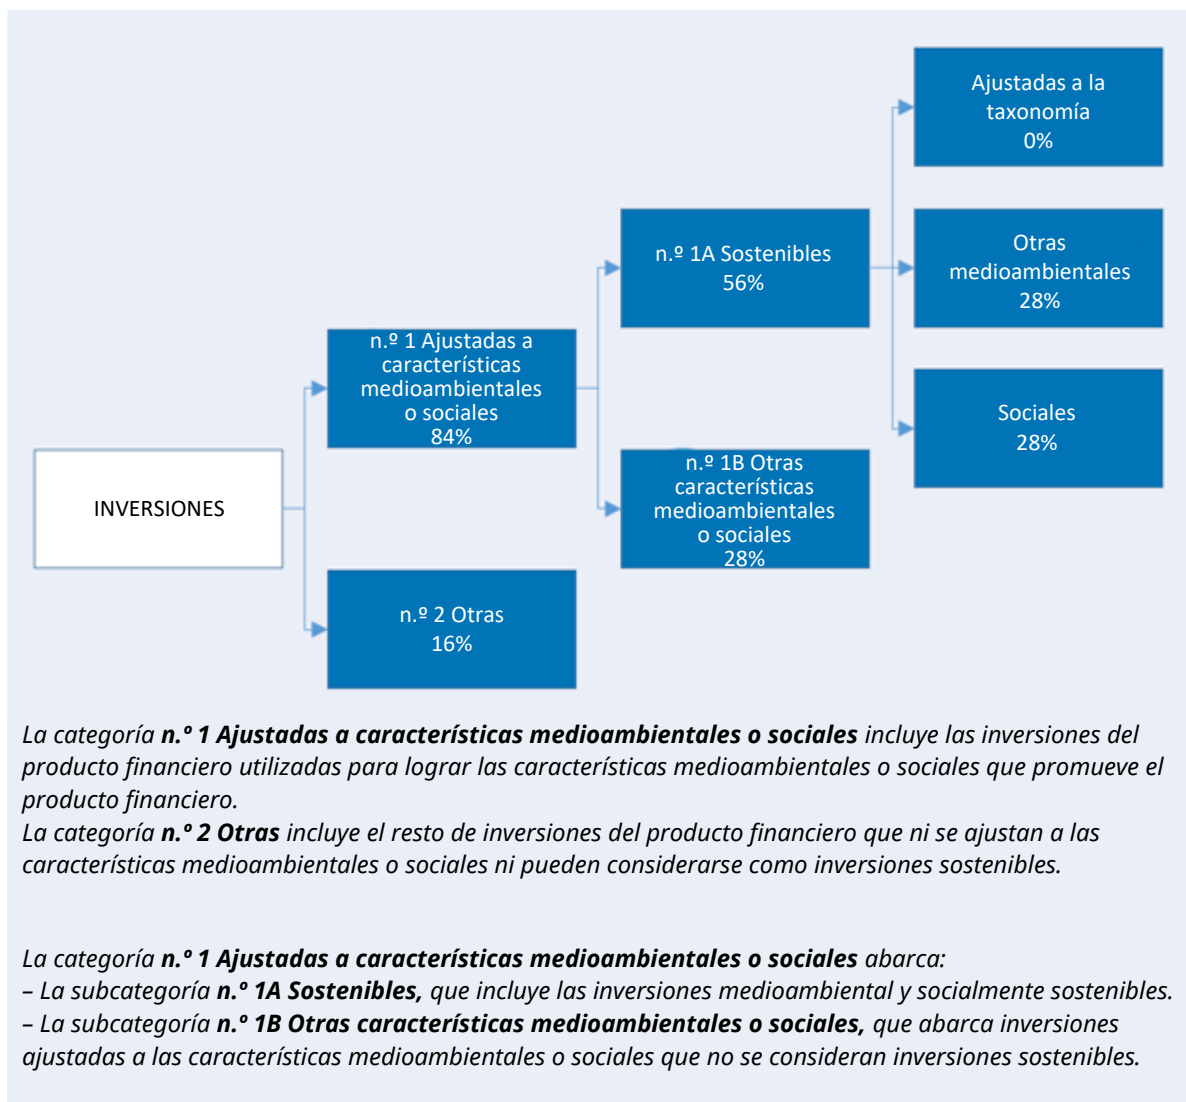 Ajustadas a la
taxonomía
0%
n.º 1A Sostenibles
56%
Otras
medioambientales
28%
n.º 1 Ajustadas a
características
medioambientales
o sociales
84%
Sociales
28%
INVERSIONES
n.º 1B Otras
características
medioambientales
o sociales
28%
n.º 2 Otras
16%
La categoría n.º 1 Ajustadas a características medioambientales o sociales incluye las inversiones del
producto financiero utilizadas para lograr las características medioambientales o sociales que promueve el
producto financiero.
La categoría n.º 2 Otras incluye el resto de inversiones del producto financiero que ni se ajustan a las
características medioambientales o sociales ni pueden considerarse como inversiones sostenibles.
La categoría n.º 1 Ajustadas a características medioambientales o sociales abarca:
– La subcategoría n.º 1A Sostenibles, que incluye las inversiones medioambiental y socialmente sostenibles.
– La subcategoría n.º 1B Otras características medioambientales o sociales, que abarca inversiones
ajustadas a las características medioambientales o sociales que no se consideran inversiones sostenibles.